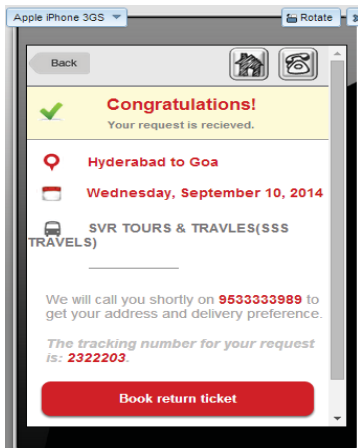 Apple iPhone 3GS
Rotate
Back
Congratulations!
Your request is recieved.
Hyderabad to Goa
Wednesday, September 10, 2014
SVR TOURS & TRAVLES(SSS
TRAVELS)
We will call you shortly on 9533333989 to
get your address and delivery preference.
The tracking number for your request
is: 2322203.
Book return ticket